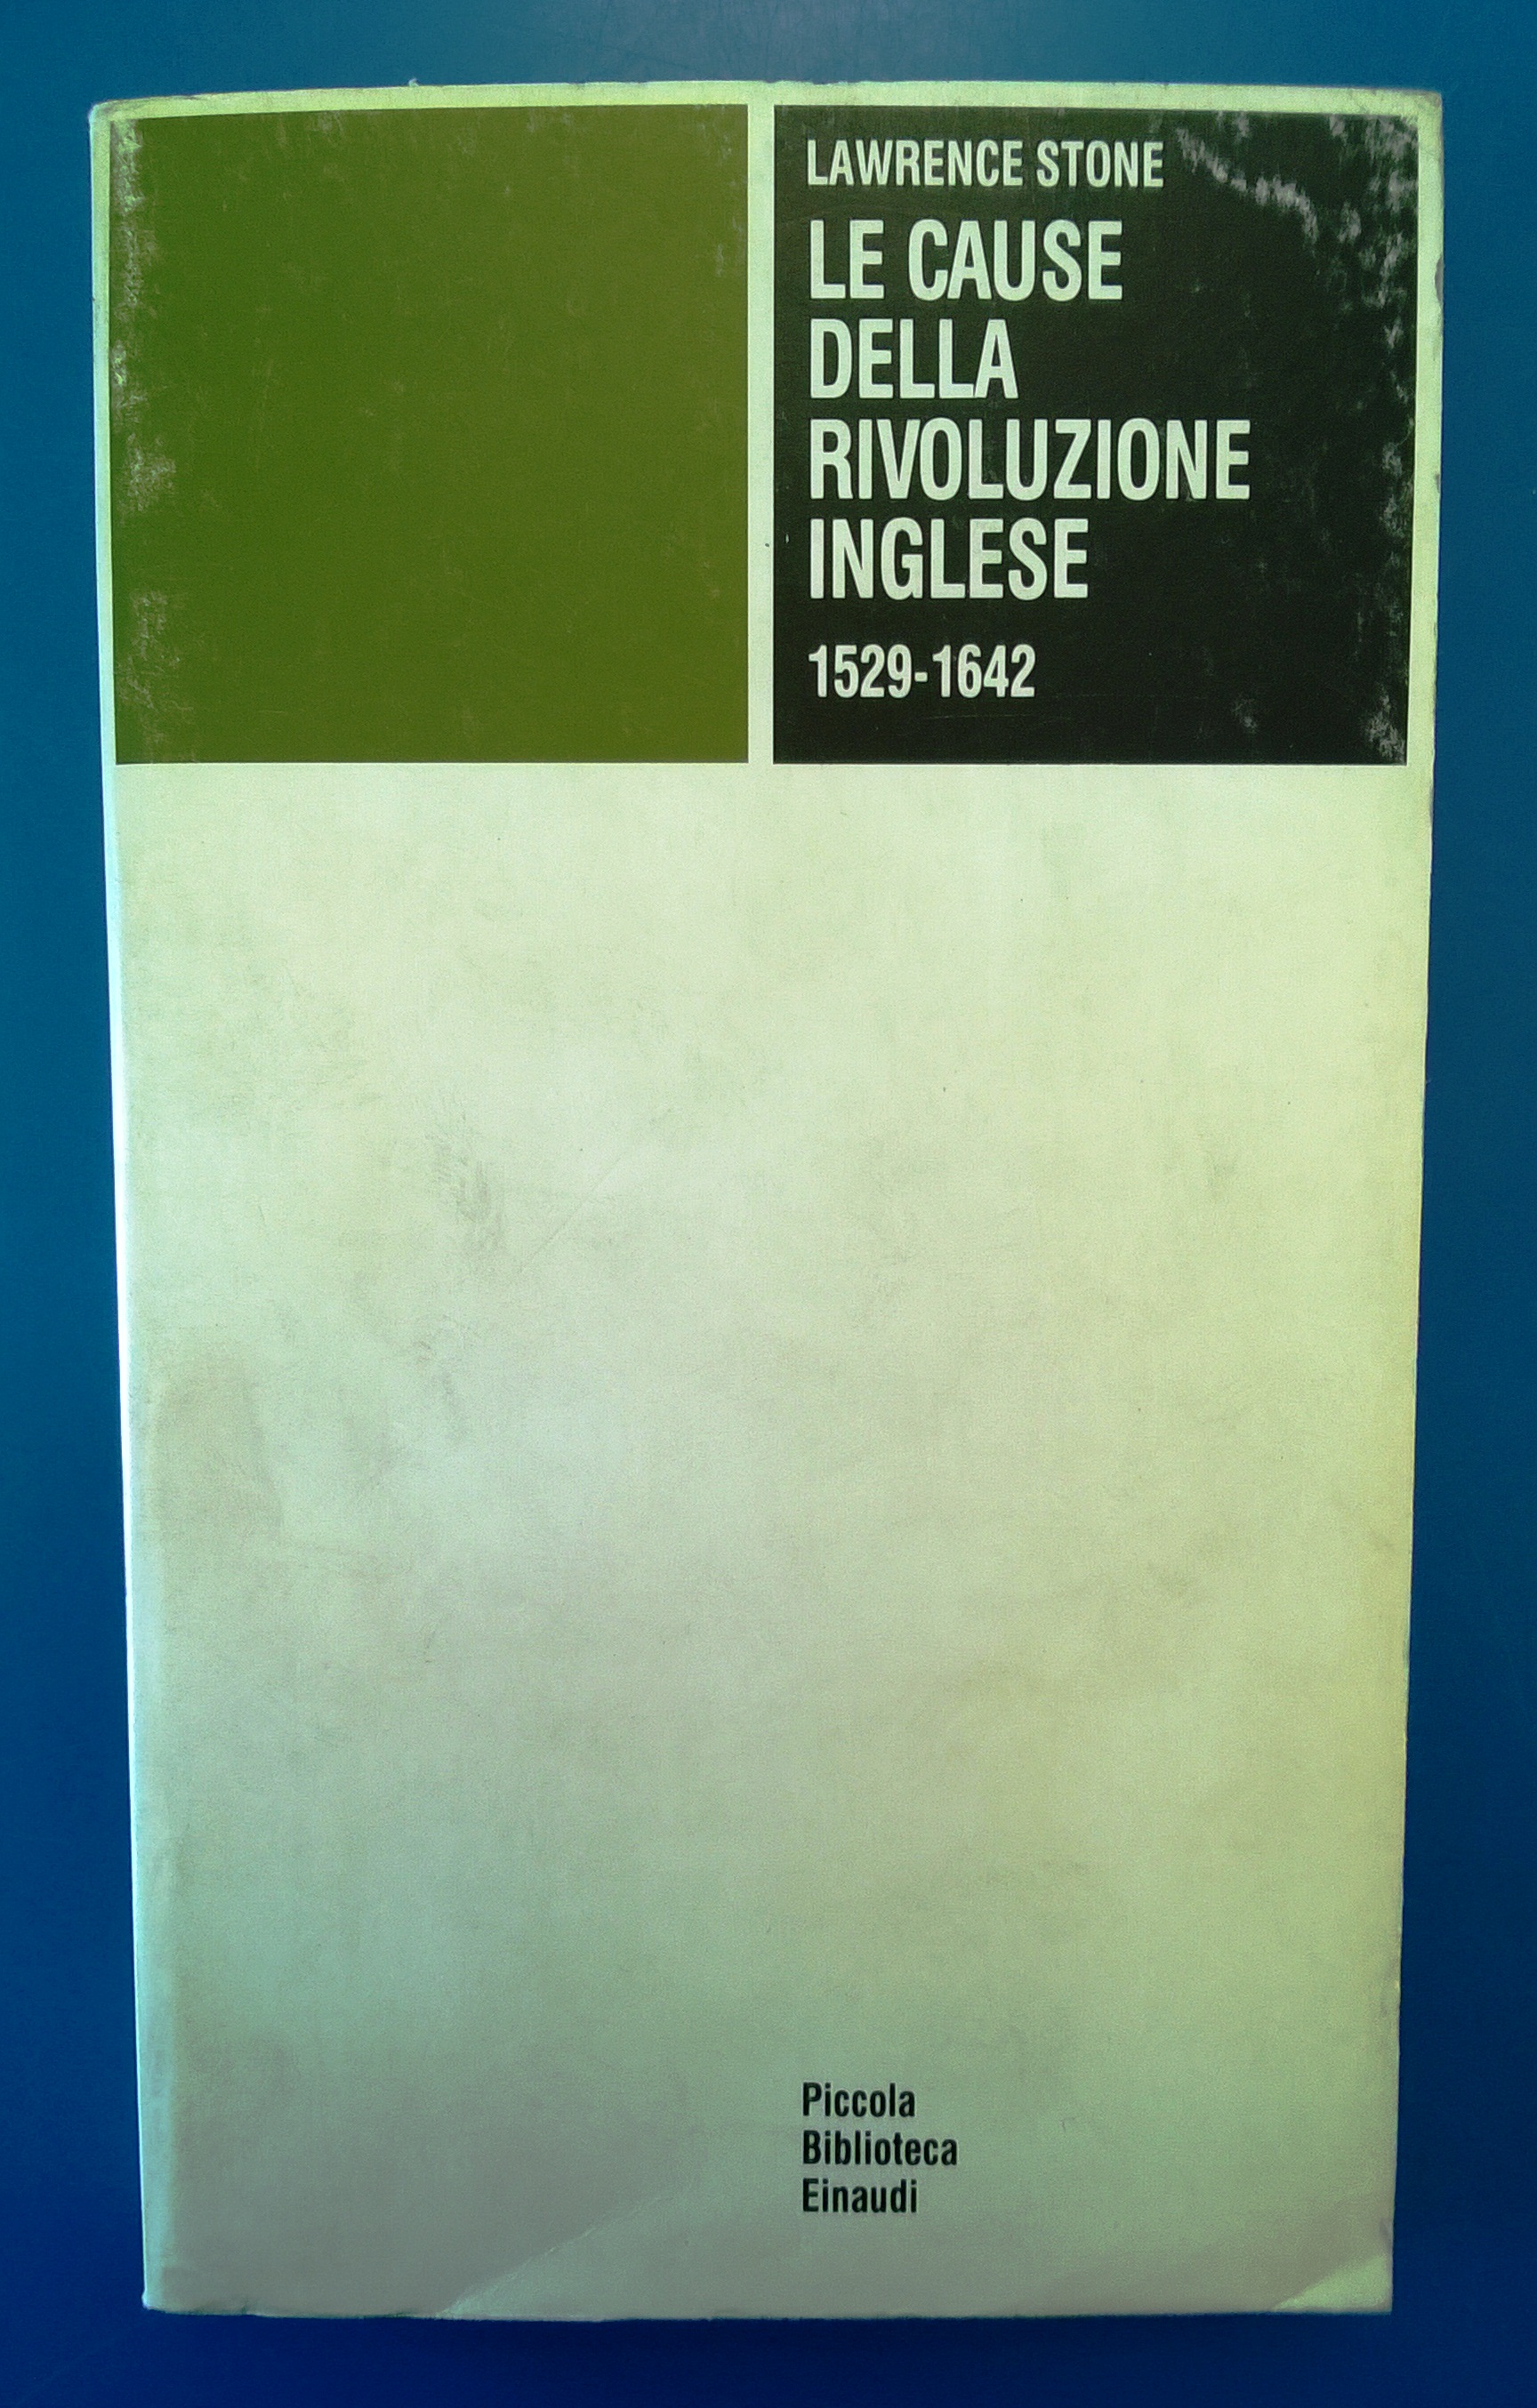 LAWRENCE STONE
LE CAUSE
DELLA
RIVOLUZIONE
INGLESE
1529-1642
Piccola
Biblioteca
Einaudi